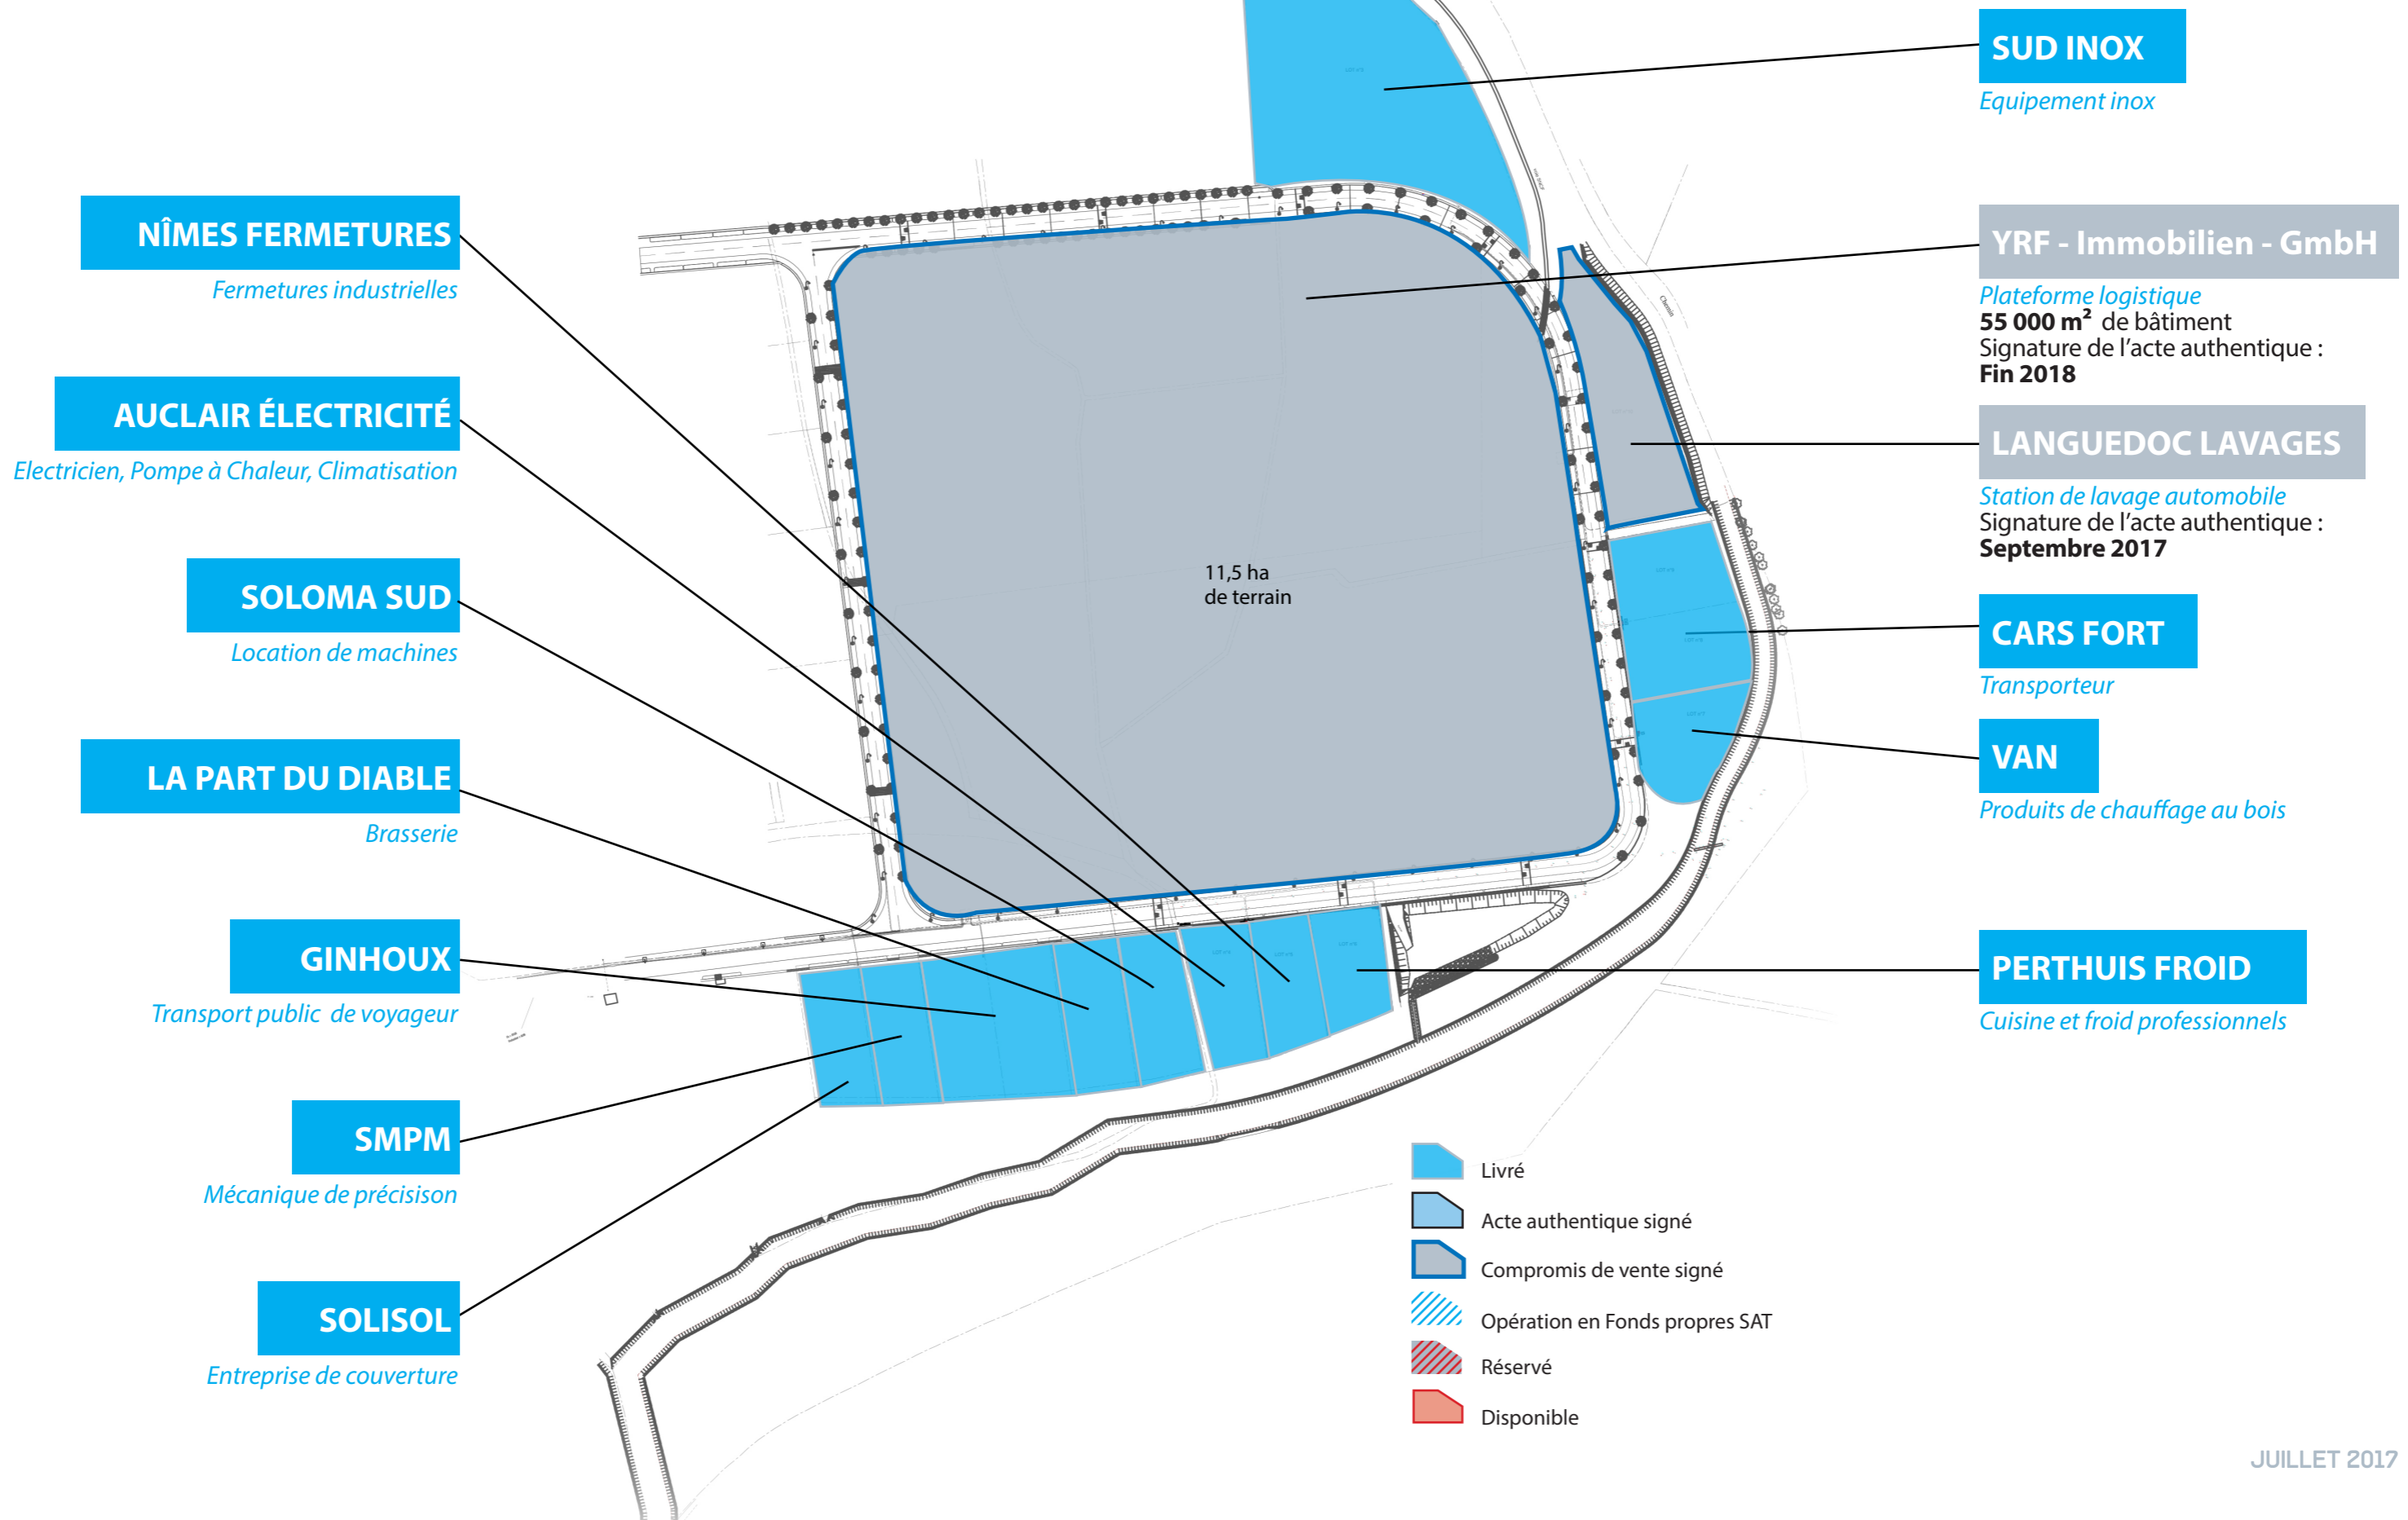 NÎMES FERMETURES
Fermetures industrielles
AUCLAIR ÉLECTRICITÉ
Electricien, Pompe à Chaleur, Climatisation
SOLOMA SUD
Location de machines
LA PART DU DIABLE
Brasserie
GINHOUX
Transport public de voyageur
SMPM
Mécanique de précisison
SOLISOL
Entreprise de couverture
11,5 ha
de terrain
Chemin
SUD INOX
Equipement inox
YRF - Immobilien - GmbH
Plateforme logistique
55 000 m² de bâtiment
Signature de l’acte authentique :
Fin 2018
LANGUEDOC LAVAGES
Station de lavage automobile
Signature de l’acte authentique :
Septembre 2017
CARS FORT
Transporteur
VAN
Produits de chauffage au bois
PERTHUIS FROID
Cuisine et froid professionnels
Livré
Acte authentique signé
Compromis de vente signé
Opération en Fonds propres SAT
Réservé
Disponible
JUILLET 2017